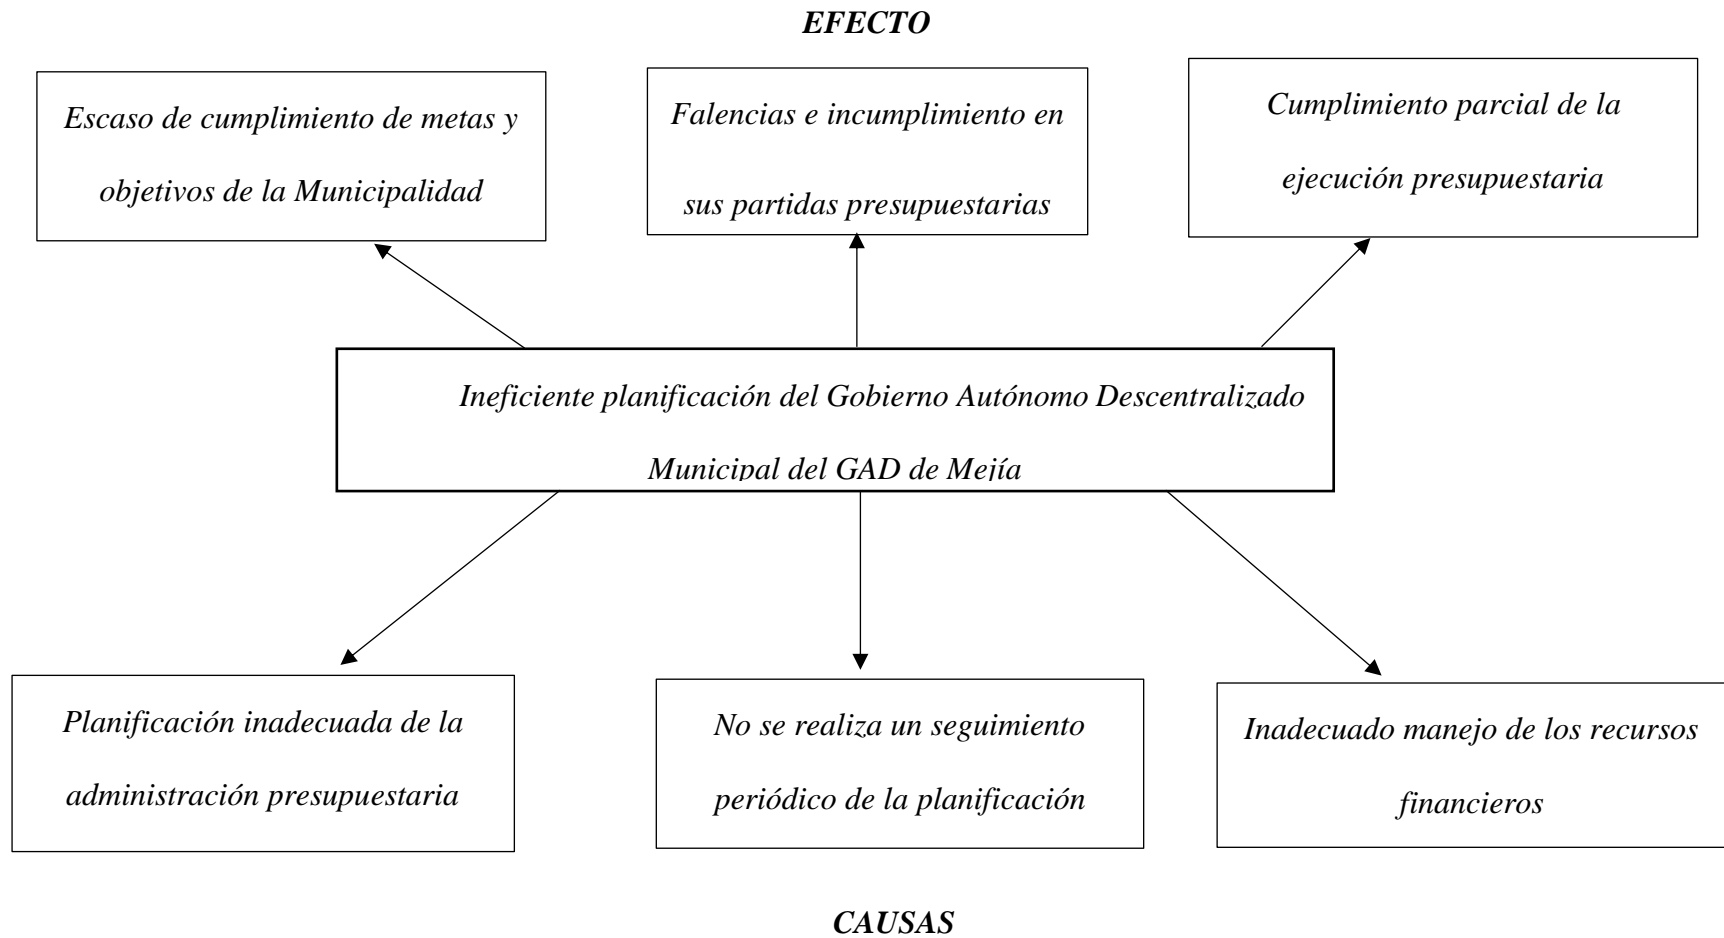 EFECTO
Escaso de cumplimiento de metas y
objetivos de la Municipalidad
Falencias e incumplimiento en
sus partidas presupuestarias
Cumplimiento parcial de la
ejecución presupuestaria
Ineficiente planificación del Gobierno Autónomo Descentralizado
Municipal del GAD de Mejía
Planificación inadecuada de la
administración presupuestaria
No se realiza un seguimiento
periódico de la planificación
Inadecuado manejo de los recursos
financieros
CAUSAS